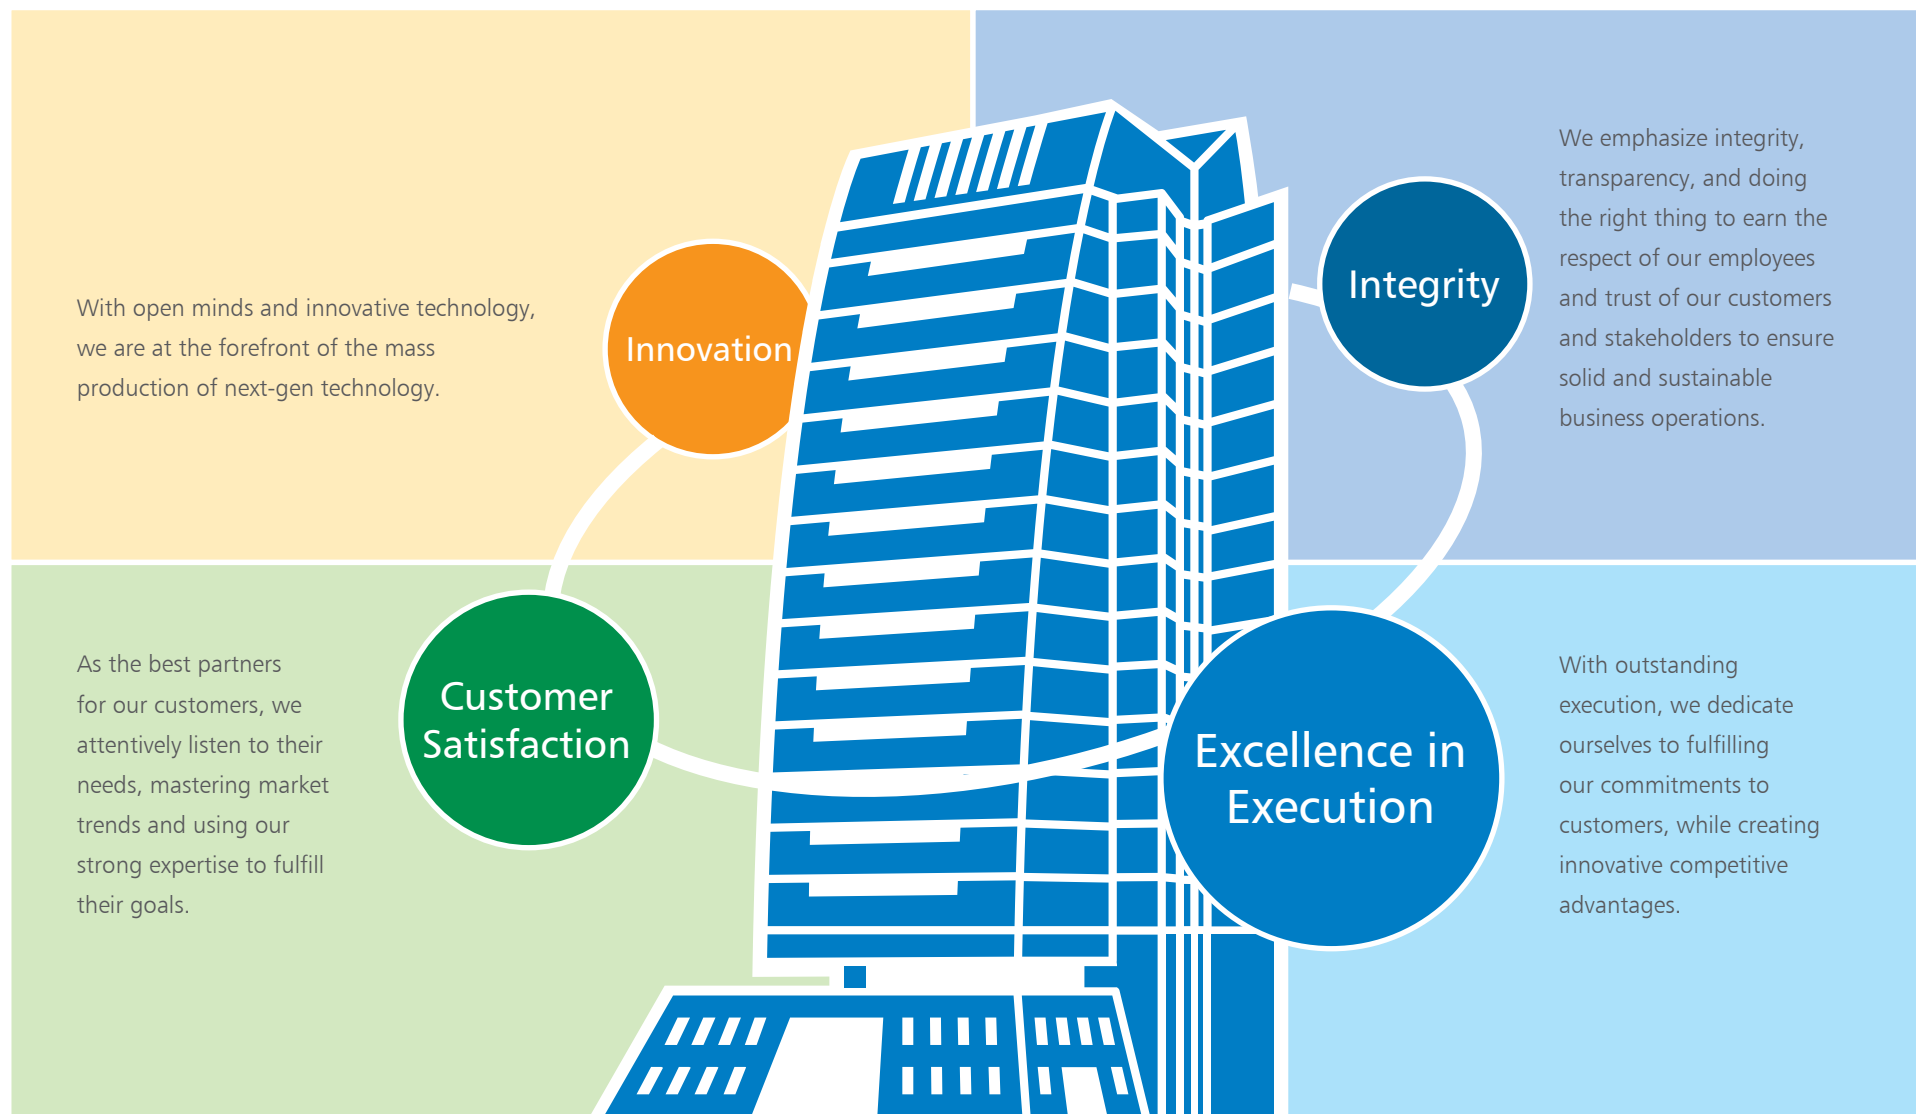 With open minds and innovative technology,
we are at the forefront of the mass
production of next-gen technology.
Innovation
Integrity
We emphasize integrity,
transparency, and doing
the right thing to earn the
respect of our employees
and trust of our customers
and stakeholders to ensure
solid and sustainable
business operations.
As the best partners
for our customers, we
attentively listen to their
needs, mastering market
trends and using our
strong expertise to fulfill
their goals.
Customer
Satisfaction
Excellence in
Execution
With outstanding
execution, we dedicate
ourselves to fulfilling
our commitments to
customers, while creating
innovative competitive
advantages.